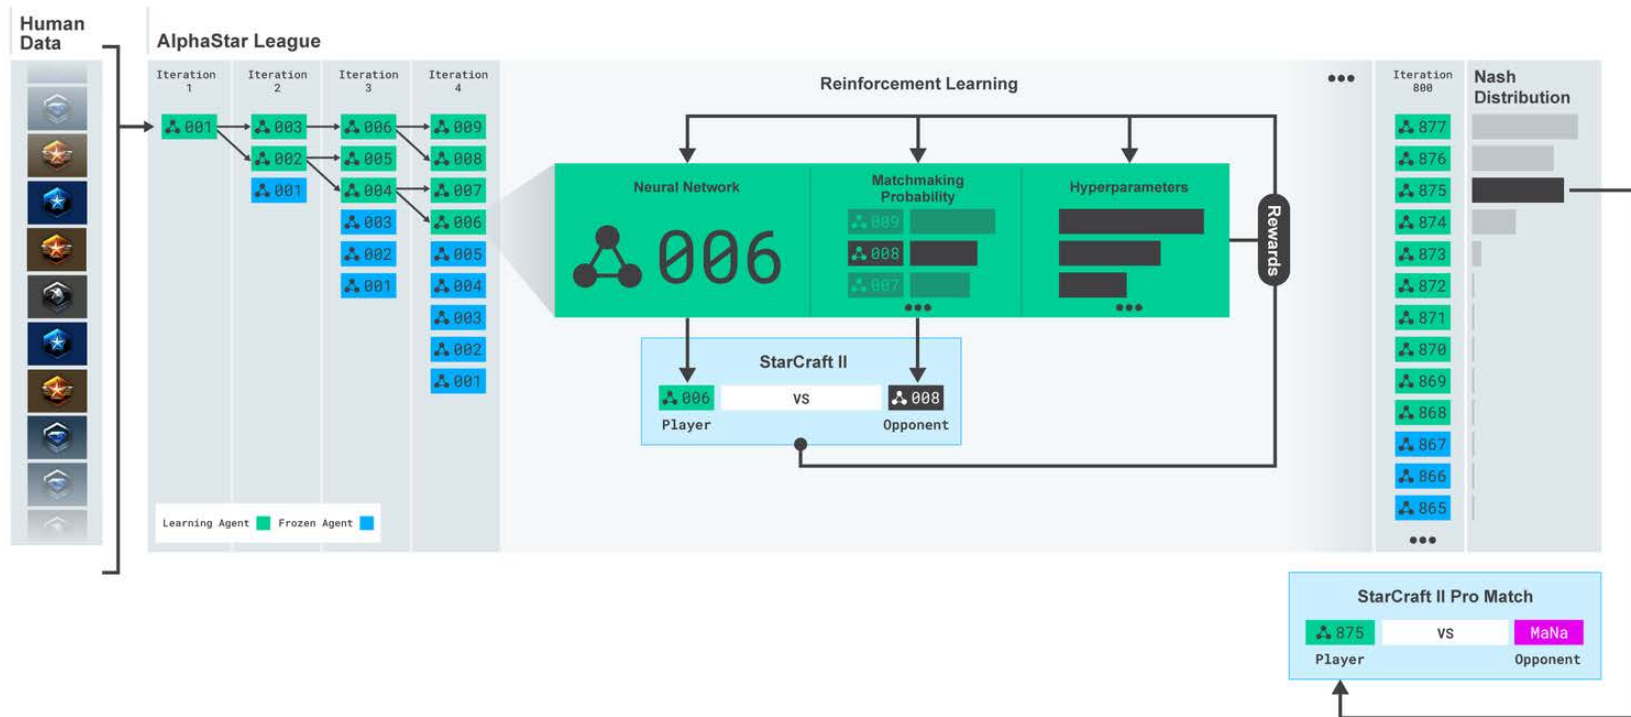 Human
Data
AlphaStar League
Iteration
1
Iteration
2
Iteration
3
Iteration
4
Reinforcement Learning
•••
Iteration
800
Nash
Distribution
001
003
002
001
006
005
004
003
002
001
009
008
007
006
005
004
003
002
001
Neural Network
006
Matchmaking
Probability
009
008
007
•••
Hyperparameters
•••
Rewards
StarCraft II
006
VS
008
Player
Opponent
877
876
875
874
873
872
871
870
869
868
867
866
865
•••
Learning Agent
Frozen Agent
StarCraft II Pro Match
875
VS
MaNa
Player
Opponent